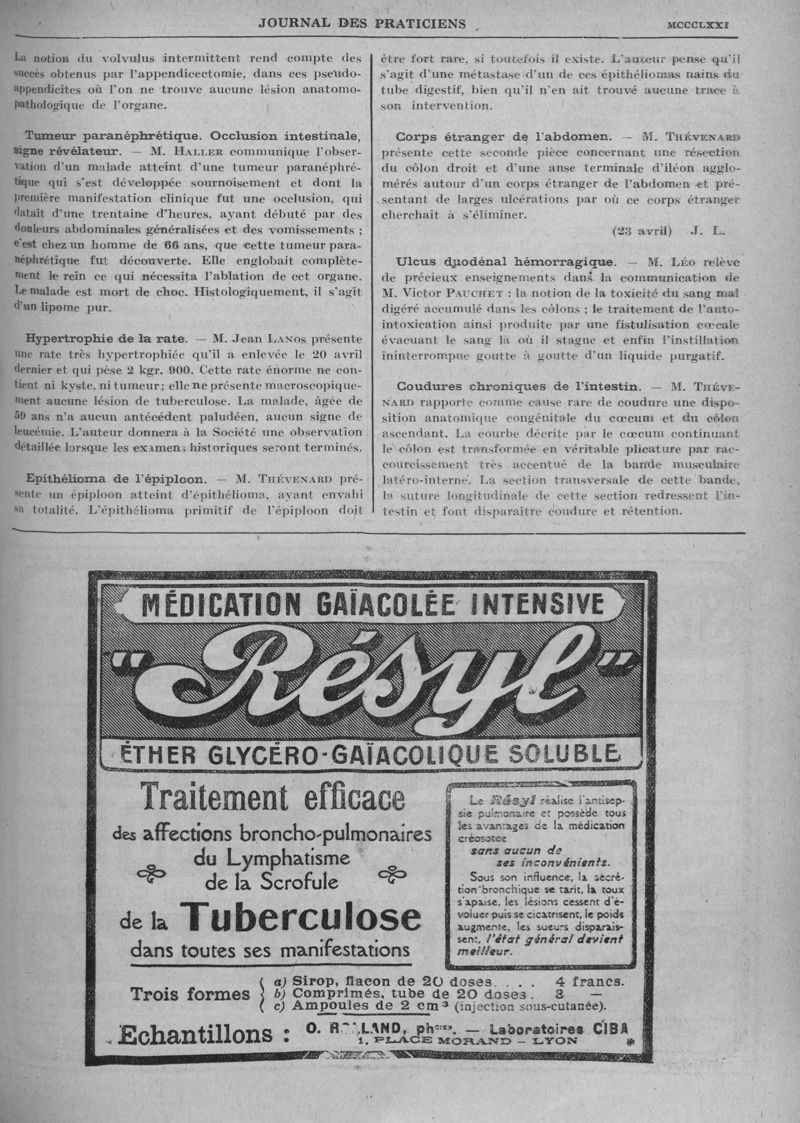 JOURNAL DES PRATICIENS
MCCCLXXI
La notion du volvulus intermittent rend compte des
succès obtenus par l'appendicectomie, dans ces pseudo-
appendicites où l'on ne trouve aucune lésion anatomo-
pathologique de l'organe.
Tumeur paranéphrétique. Occlusion intestinale,
signe révélateur. — M. HALLER communique l'obser-
vation d'un malade atteint d'une tumeur paranéphré-
tique qui s'est développée sournoisement et dont la
première manifestation clinique fut une occlusion, qui
datait d'une trentaine d'heures, ayant débuté par des
douleurs abdominales généralisées et des vomissements ;
c'est chez un homme de 66 ans, que cette tumeur para-
néphrétique fut découverte. Elle englobait complète-
ment le rein ce qui nécessita l'ablation de cet organe.
Le malade est mort de choc. Histologiquement, il s'agit
d'un lipome pur.
Hypertrophie de la rate. — M. Jean LANOS présente
une rate très hypertrophiée qu'il a enlevée le 20 avril
dernier et qui pèse 2 kgr. 900. Cette rate énorme ne con-
tient ni kyste, ni tumeur ; elle ne présente macroscopique-
ment aucune lésion de tuberculose. La malade, âgée de
59 ans n'a aucun antécédent paludéen, aucun signe de
leucémie. L'auteur donnera à la Société une observation
détaillée lorsque les examen, historiques seront terminés.
Epithélioma de l'épiploon. — M. THÉVENARD pré-
sente un épiploon atteint d'épithélioma, ayant envahi
sa totalité. L'épithélioma primitif de l'épiploon doit
être fort rare, si toutefois il existe. L'auteur pense qu'il
s'agit d'une métastase d'un de ces épithéliomas nains du
tube digestif, bien qu'il n'en ait trouvé aucune trace à
son intervention.
Corps étranger de l'abdomen. — M. THÉVENARD
présente cette seconde pièce concernant une résection
du côlon droit et d'une anse terminale d'iléon agglo-
mérés autour d'un corps étranger de l'abdomen et pré-
sentant de larges ulcérations par où ce corps étranger
cherchait à s'éliminer.
(23 avril) J. L.
Ulcus duodénal hémorragique. — M. LÉO relève
de précieux enseignements dans la communication de
M. Victor PAUCHET : la notion de la toxicité du sang mal
digéré accumulé dans les côlons ; le traitement de l'auto-
intoxication ainsi produite par une fistulisation cœcale
évacuant le sang là où il stagne et enfin l'instillation
ininterrompue goutte à goutte d'un liquide purgatif.
Coudures chroniques de l'intestin. — M. THÉVE-
NARD rapporte comme cause rare de coudure une dispo-
sition anatomique congénitale du cœcum et du côlon
ascendant. La courbe décrite par le cœcum continuant
le côlon est transformée en véritable plicature par rac-
courcissement très accentué de la bande musculaire
latéro-interne. La section transversale de cette bande,
la suture longitudinale de cette section redressent l'in-
testin et font disparaître coudure et rétention.
MÉDICATION GAÏACOLÉE INTENSIVE
"Résyl"
ÉTHER GLYCÉRO-GAÏACOLIQUE SOLUBLE
Traitement efficace
des affections broncho-pulmonaires
du Lymphatisme
de la Scrofule
de la Tuberculose
dans toutes ses manifestations
Le Résyl réalise l'antisep-
sie pulmonaire et possède tous
les avantages de la médication
créosotée
sans aucun de
ses inconvénients.
Sous son influence, la sécré-
tion bronchique se tarit, la toux
s'apaise, les lésions cessent d'é-
voluer puis se cicatrisent, le poids
augmente, les sueurs disparais-
sent, l'état général devient
meilleur.
Trois formes
a) Sirop, flacon de 20 doses. . . . 4 francs.
b) Comprimés, tube de 20 doses. 3 —
c) Ampoules de 2 cm³ (injection sous-cutanée).
Echantillons :
O. LAND, phcien. — Laboratoires CIBA
1, PLACE MORAND — LYON